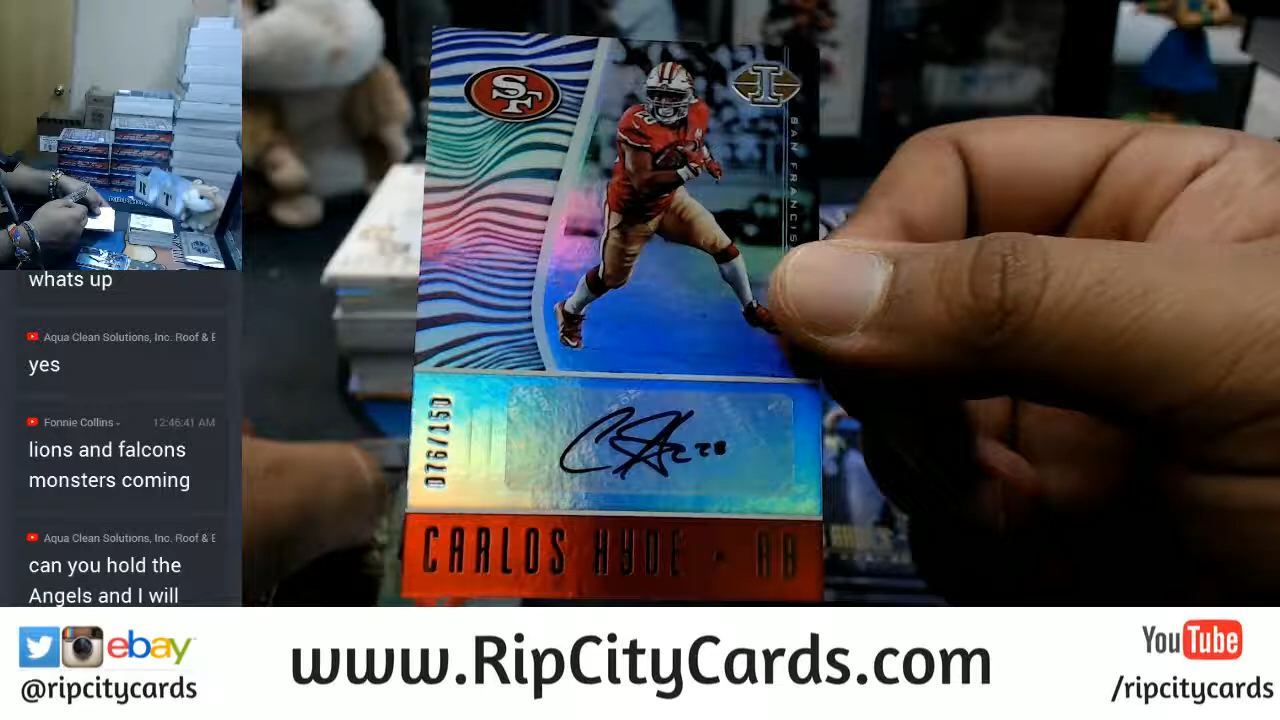 whats up
Aqua Clean Solutions, Inc. Roof & E
yes
Fonnie Collins - 12:46:41 AM
lions and falcons
monsters coming
Aqua Clean Solutions, Inc. Roof & E
can you hold the
Angels and I will
SF
I
SAN FRANCIS
076/150
CARLOS HYDE · RB
ebay
@ripcitycards
www.RipCityCards.com
YouTube
/ripcitycards